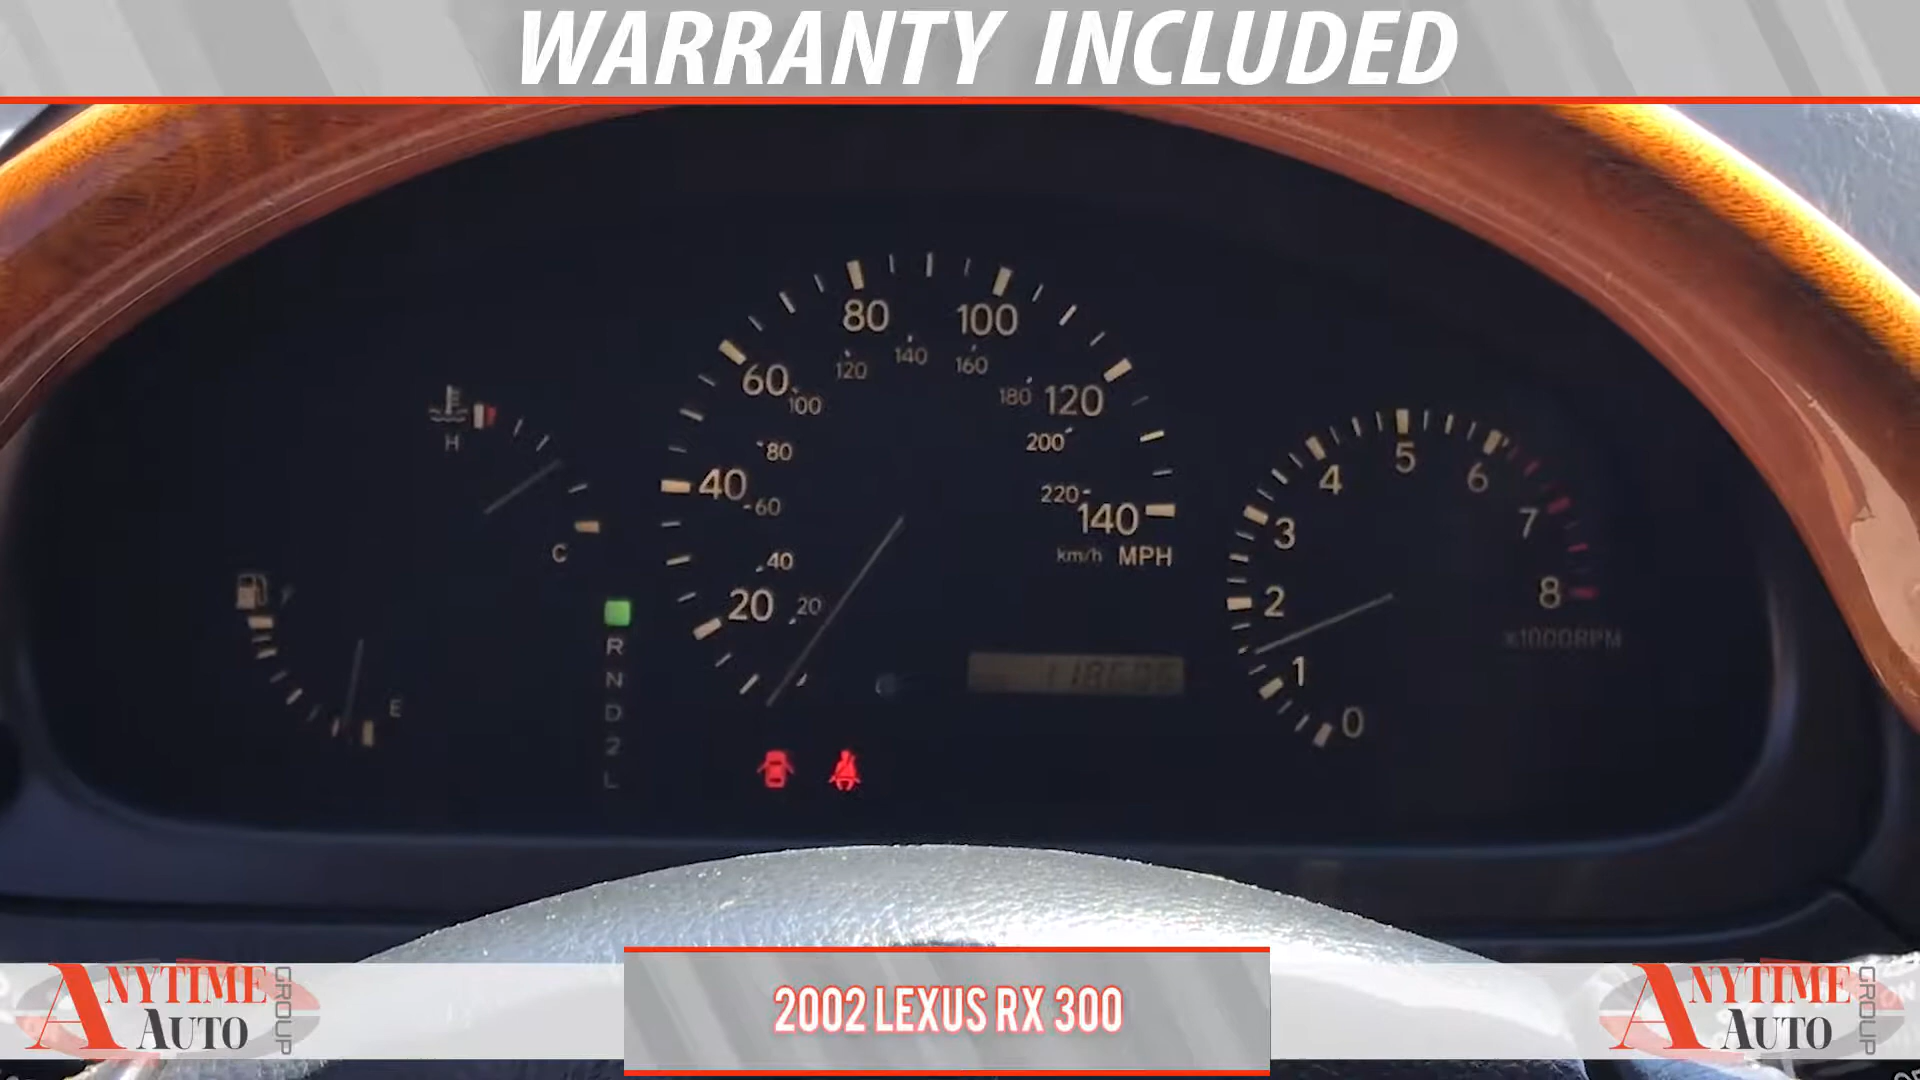 WARRANTY INCLUDED
80
100
120
140
160
60
100
180
120
H
80
200
5
40
4
6
60
220
140
3
7
C
40
km/h MPH
20
20
2
8
R
x1000RPM
N
1
E
D
0
2
L
ANYTIME
AUTO
GROUP
2002 LEXUS RX 300
ANYTIME
AUTO
GROUP